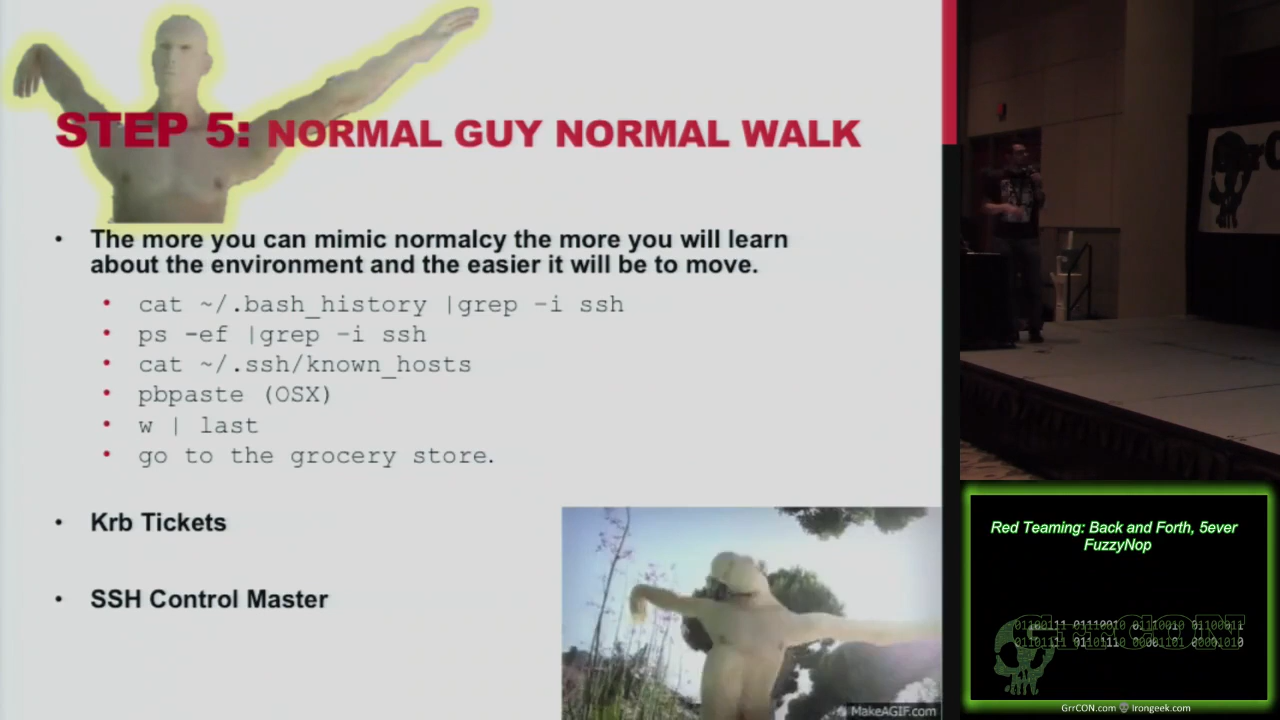 STEP 5: NORMAL GUY NORMAL WALK
• The more you can mimic normalcy the more you will learn
about the environment and the easier it will be to move.
• cat ~/.bash_history |grep -i ssh
• ps -ef |grep -i ssh
• cat ~/.ssh/known_hosts
• pbpaste (OSX)
• w | last
• go to the grocery store.
• Krb Tickets
• SSH Control Master
MakeAGIF.com
Red Teaming: Back and Forth, 5ever
FuzzyNop
GrrCON
GrrCON.com Irongeek.com